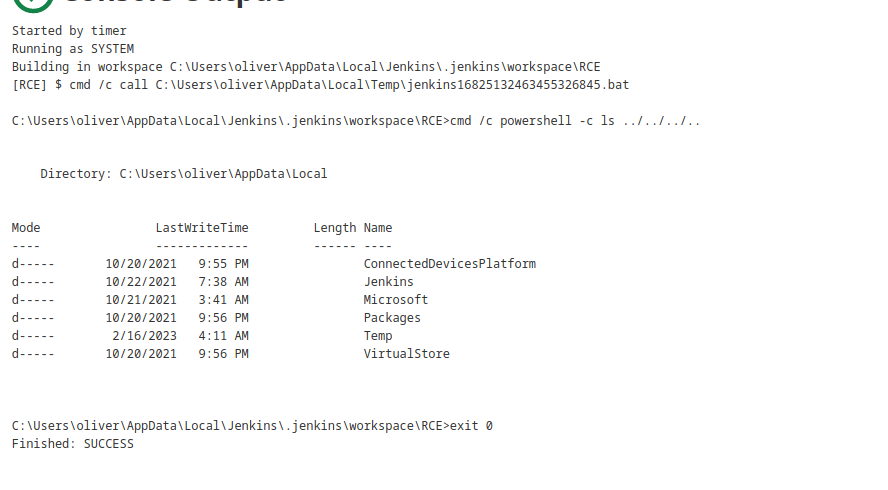 Console Output
Started by timer
Running as SYSTEM
Building in workspace C:\Users\oliver\AppData\Local\Jenkins\.jenkins\workspace\RCE
[RCE] $ cmd /c call C:\Users\oliver\AppData\Local\Temp\jenkins16825132463455326845.bat
C:\Users\oliver\AppData\Local\Jenkins\.jenkins\workspace\RCE>cmd /c powershell -c ls ../../../..
Directory: C:\Users\oliver\AppData\Local
Mode LastWriteTime Length Name
---- ------------- ------ ----
d----- 10/20/2021 9:55 PM ConnectedDevicesPlatform
d----- 10/22/2021 7:38 AM Jenkins
d----- 10/21/2021 3:41 AM Microsoft
d----- 10/20/2021 9:56 PM Packages
d----- 2/16/2023 4:11 AM Temp
d----- 10/20/2021 9:56 PM VirtualStore
C:\Users\oliver\AppData\Local\Jenkins\.jenkins\workspace\RCE>exit 0
Finished: SUCCESS